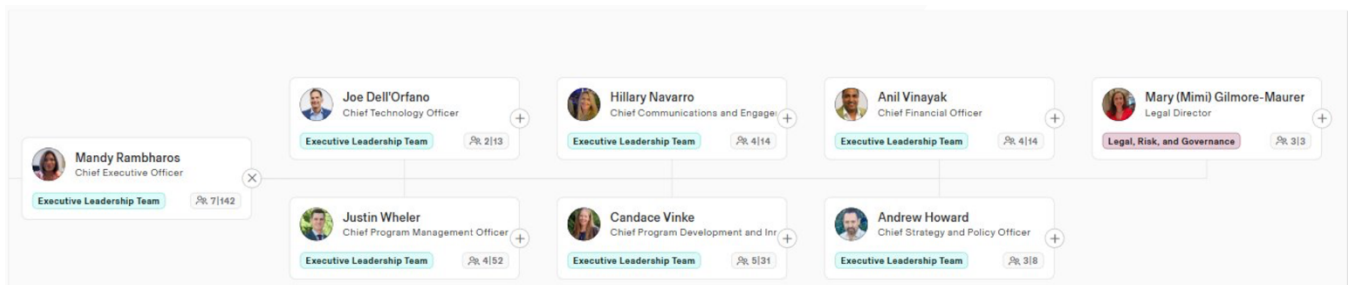 Joe Dell'Orfano
Chief Technology Officer
Executive Leadership Team
2|13
Hillary Navarro
Chief Communications and Engage
Executive Leadership Team
4|14
Anil Vinayak
Chief Financial Officer
Executive Leadership Team
4|14
Mary (Mimi) Gilmore-Maurer
Legal Director
Legal, Risk, and Governance
3|3
Mandy Rambharos
Chief Executive Officer
Executive Leadership Team
7|142
Justin Wheler
Chief Program Management Officer
Executive Leadership Team
4|52
Candace Vinke
Chief Program Development and Inn
Executive Leadership Team
5|31
Andrew Howard
Chief Strategy and Policy Officer
Executive Leadership Team
3|8